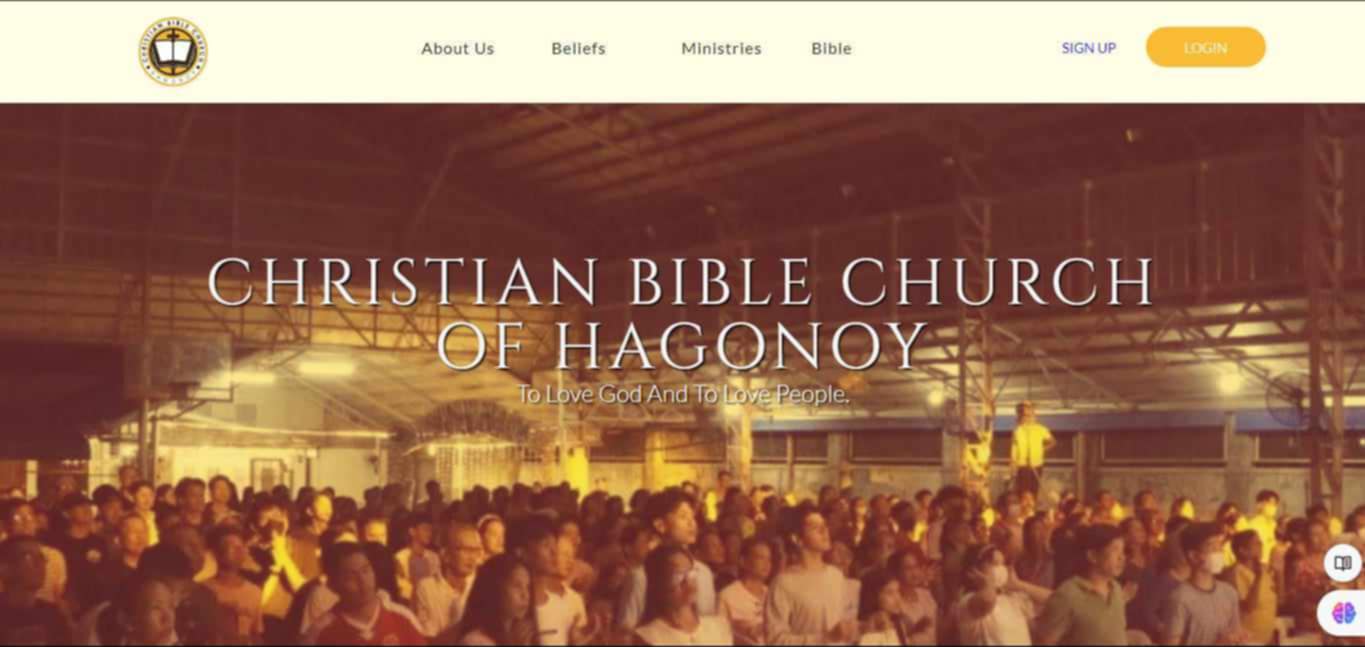 CHRISTIAN BIBLE CHURCH
About Us
Beliefs
Ministries
Bible
SIGN UP
LOGIN
CHRISTIAN BIBLE CHURCH
OF HAGONOY
To Love God And To Love People.